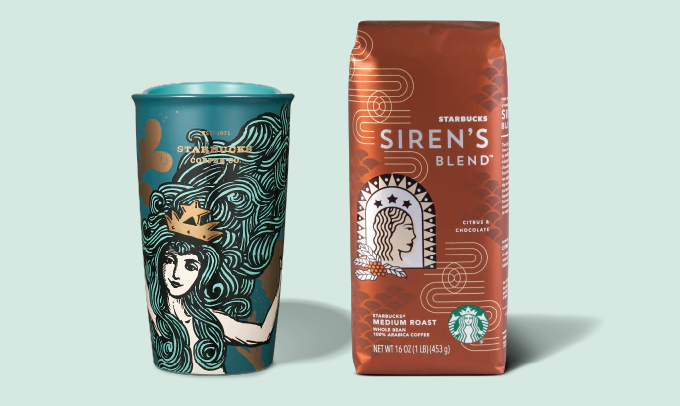 EST. 1971
STARBUCKS
COFFEE CO.
STARBUCKS
SIREN'S
BLEND™
CITRUS &
CHOCOLATE
STARBUCKS®
MEDIUM ROAST
WHOLE BEAN
100% ARABICA COFFEE
NET WT 16 OZ (1 LB) (453 g)